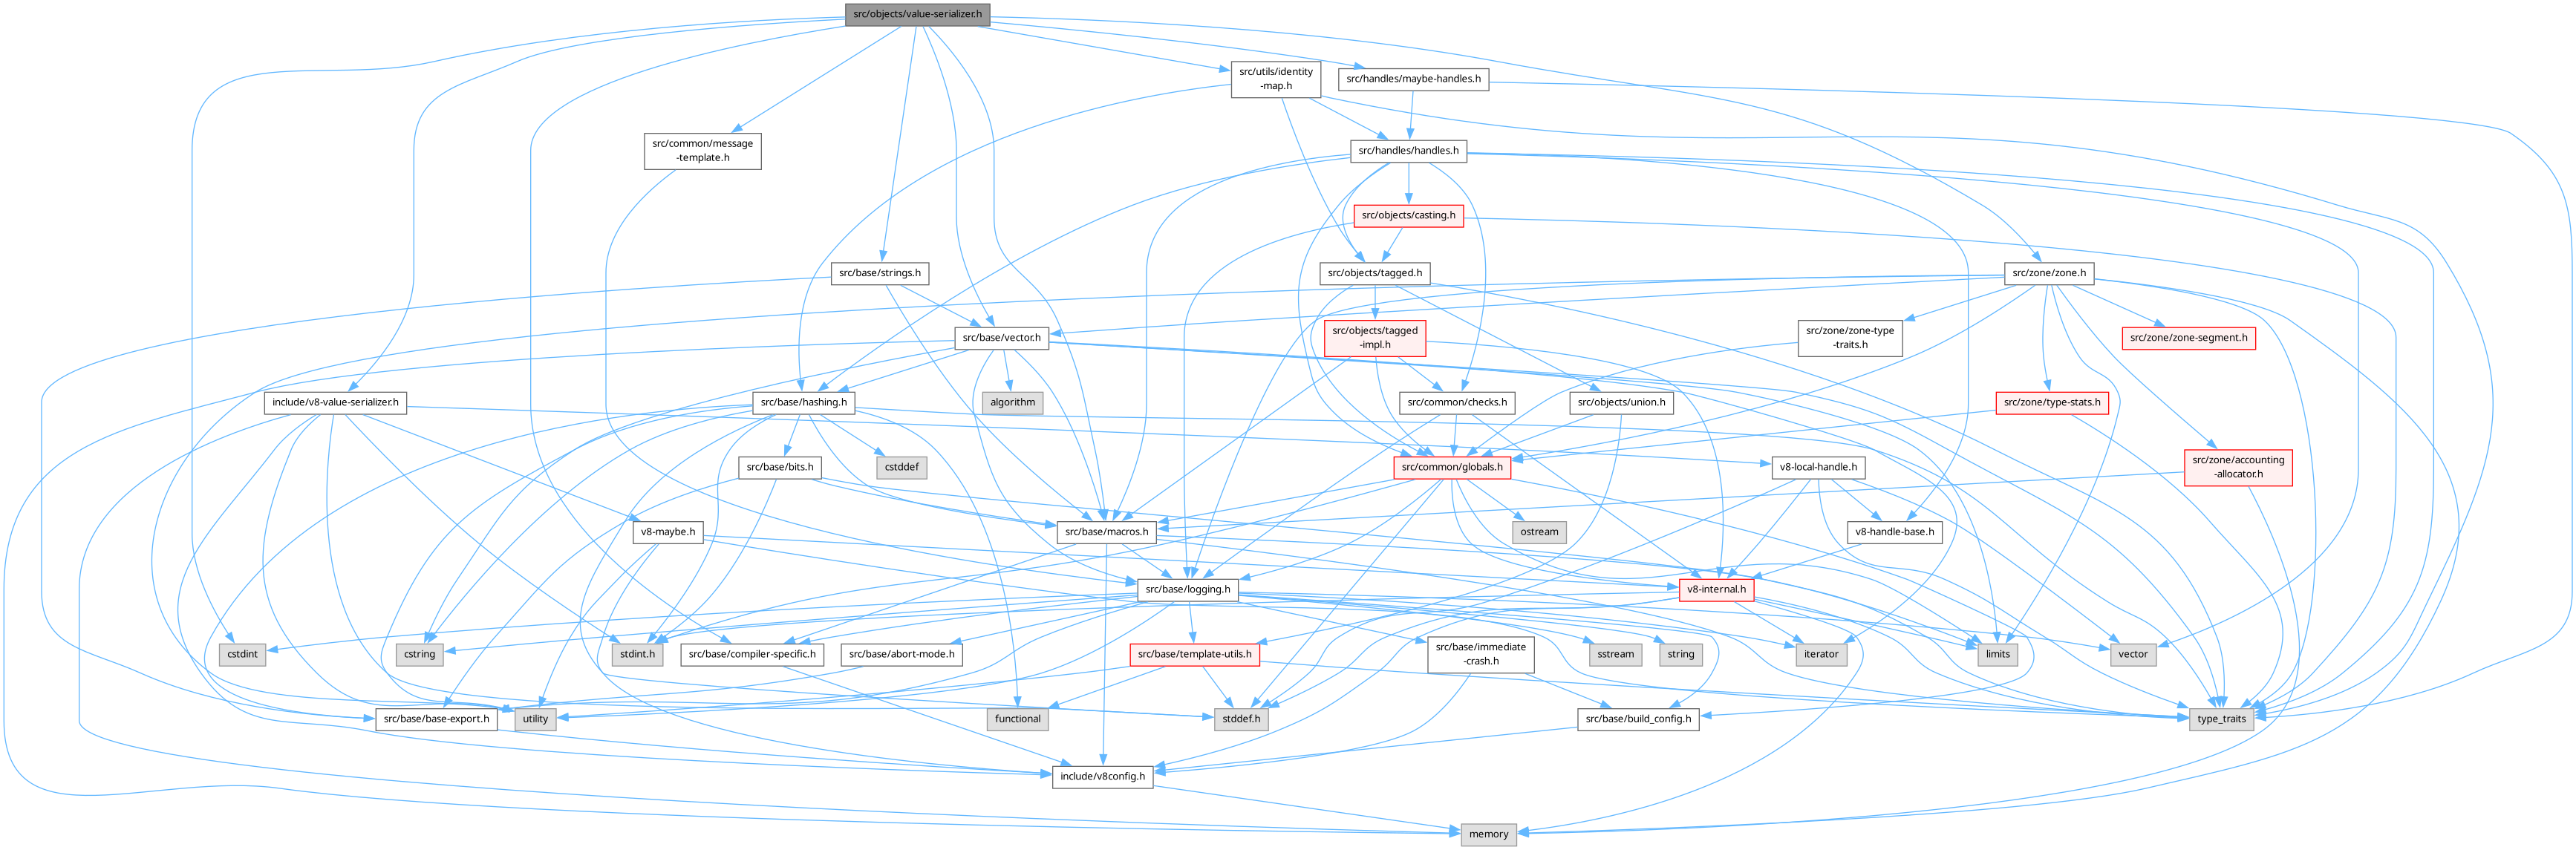 src/objects/value-serializer.h
src/utils/identity
-map.h
src/handles/maybe-handles.h
src/common/message
-template.h
src/handles/handles.h
src/objects/casting.h
src/base/strings.h
src/objects/tagged.h
src/zone/zone.h
src/base/vector.h
src/objects/tagged
-impl.h
src/zone/zone-type
-traits.h
src/zone/zone-segment.h
include/v8-value-serializer.h
src/base/hashing.h
algorithm
src/common/checks.h
src/objects/union.h
src/zone/type-stats.h
src/base/bits.h
cstddef
src/common/globals.h
v8-local-handle.h
src/zone/accounting
-allocator.h
v8-maybe.h
src/base/macros.h
ostream
v8-handle-base.h
src/base/logging.h
v8-internal.h
cstdint
cstring
stdint.h
src/base/compiler-specific.h
src/base/abort-mode.h
src/base/template-utils.h
src/base/immediate
-crash.h
sstream
string
iterator
limits
vector
src/base/base-export.h
utility
functional
stddef.h
src/base/build_config.h
type_traits
include/v8config.h
memory